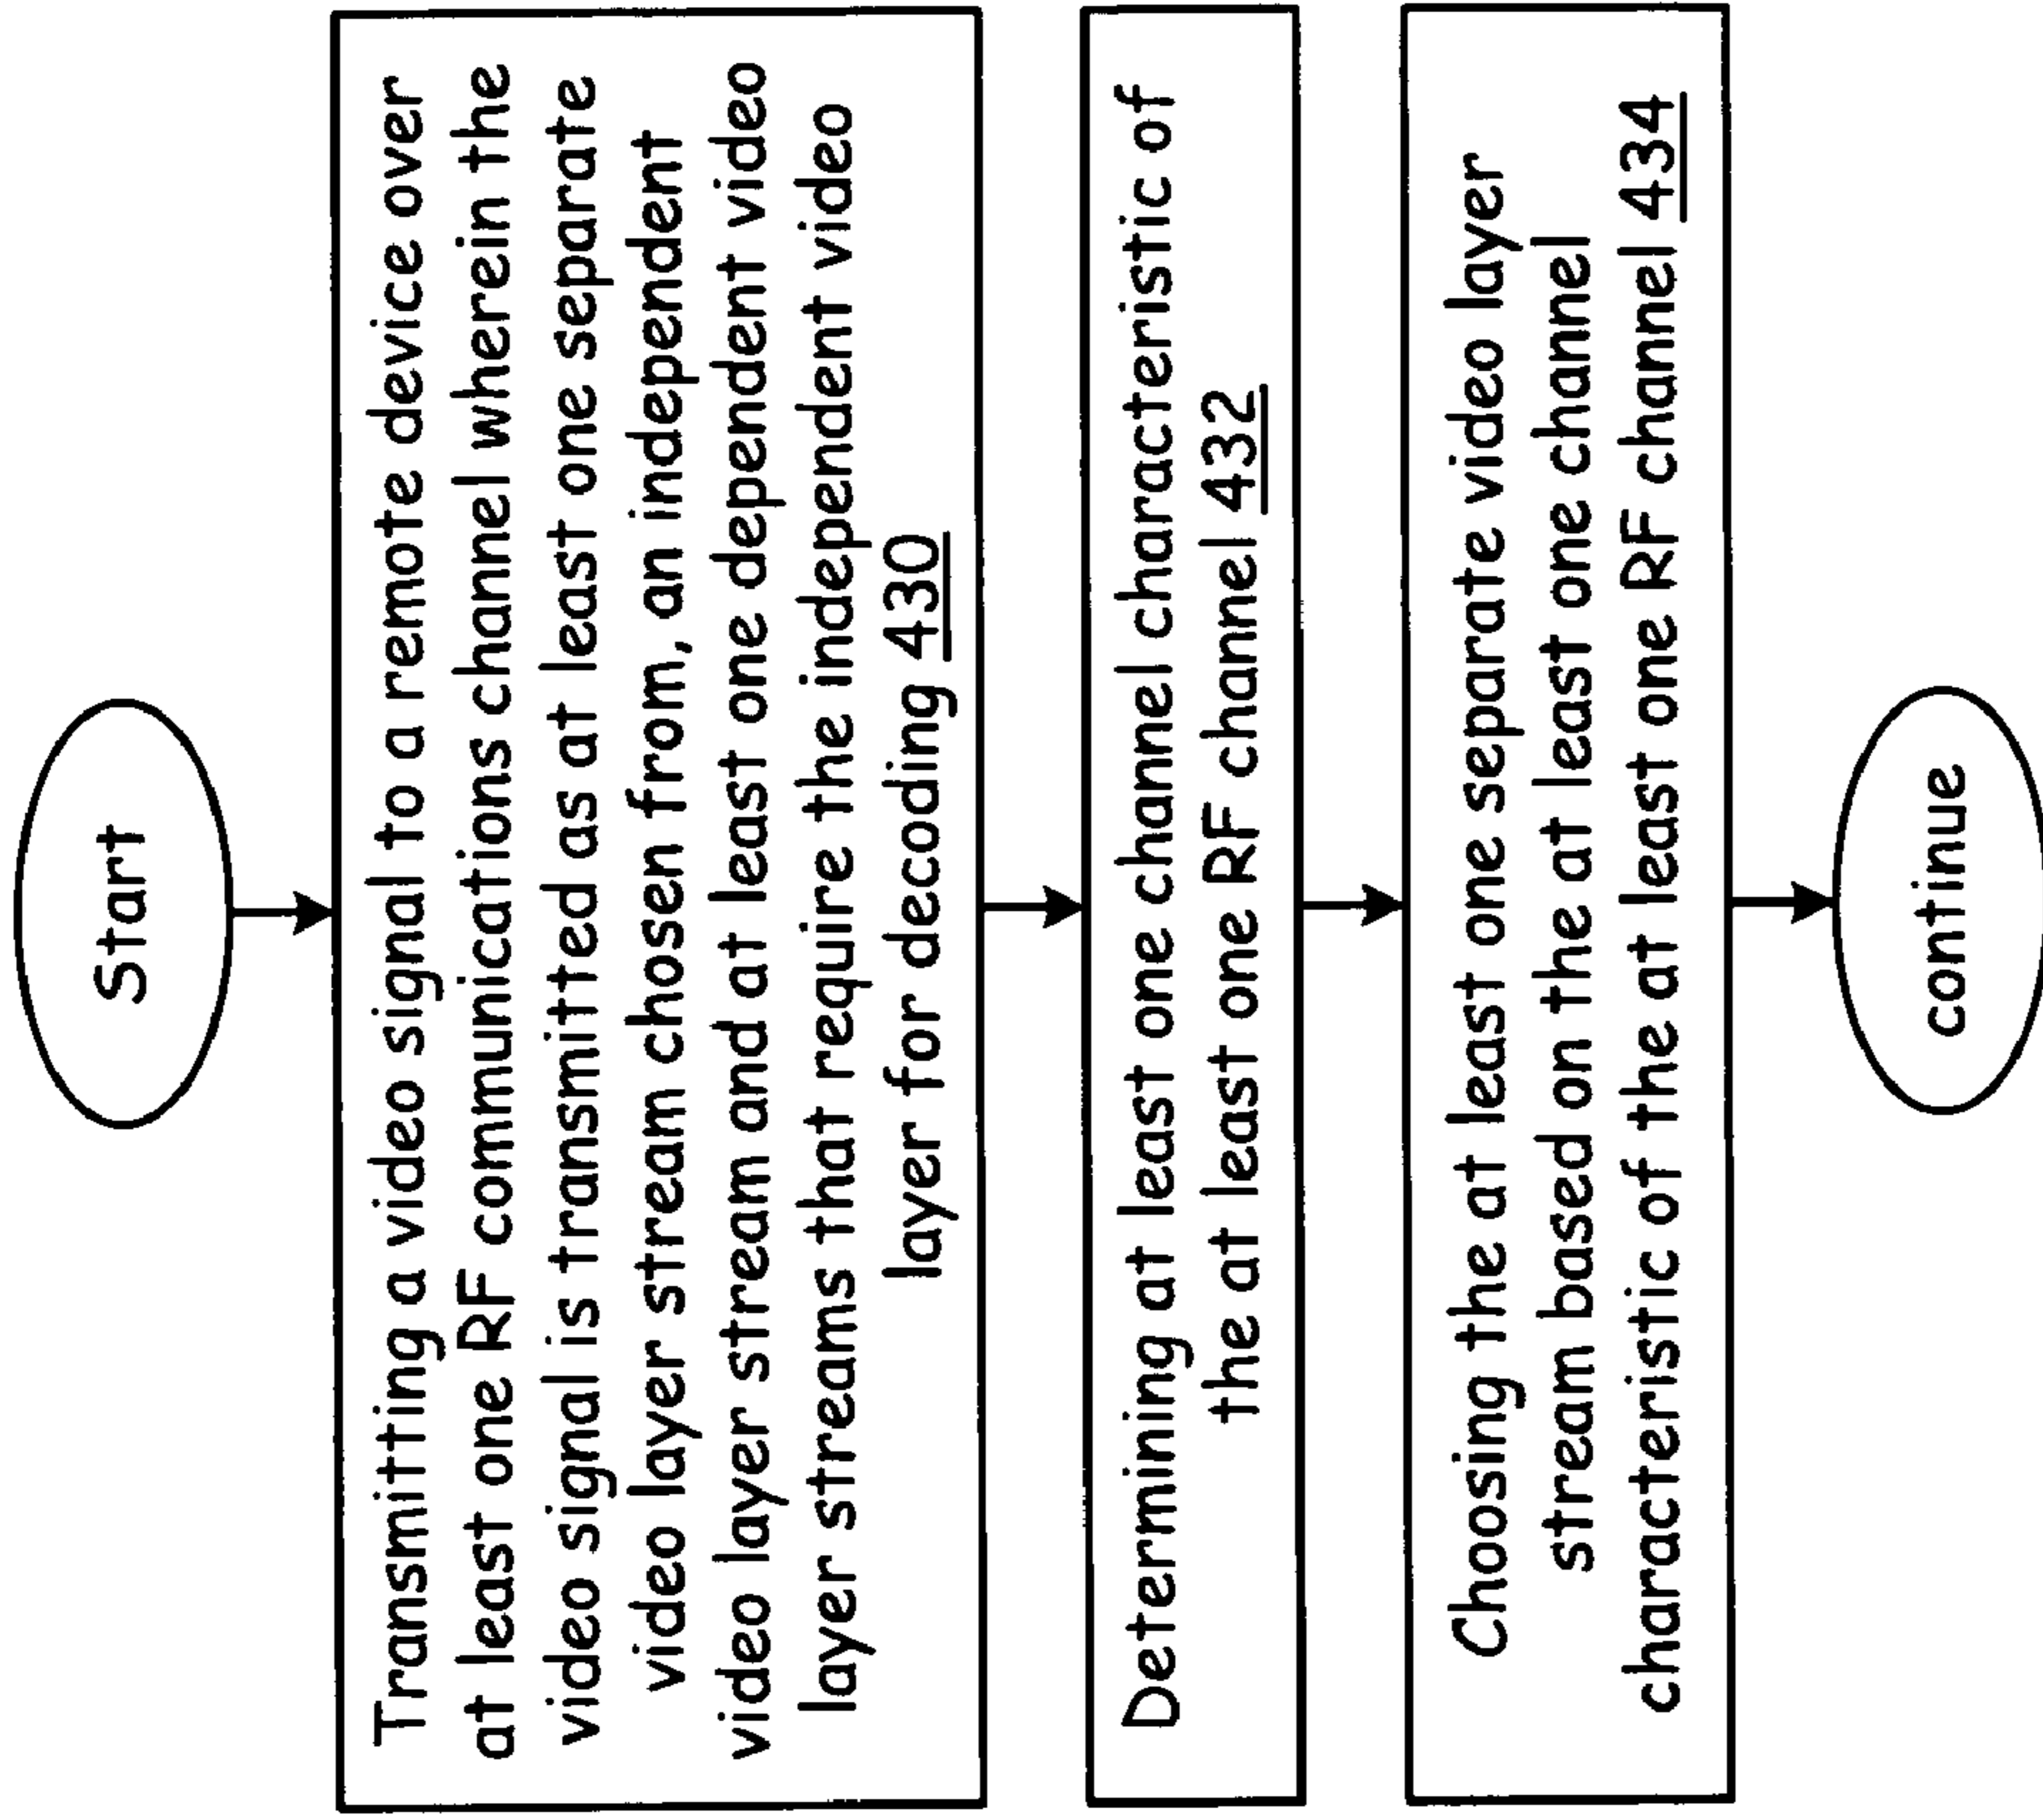 Start
Transmitting a video signal to a remote device over
at least one RF communications channel wherein the
video signal is transmitted as at least one separate
video layer stream chosen from, an independent
video layer stream and at least one dependent video
layer streams that require the independent video
layer for decoding 430
Determining at least one channel characteristic of
the at least one RF channel 432
Choosing the at least one separate video layer
stream based on the at least one channel
characteristic of the at least one RF channel 434
continue